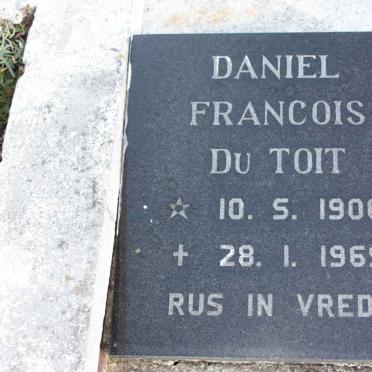 DANIEL
FRANCOIS
DU TOIT
☆ 10. 5. 190
✝ 28. 1. 196
RUS IN VRED